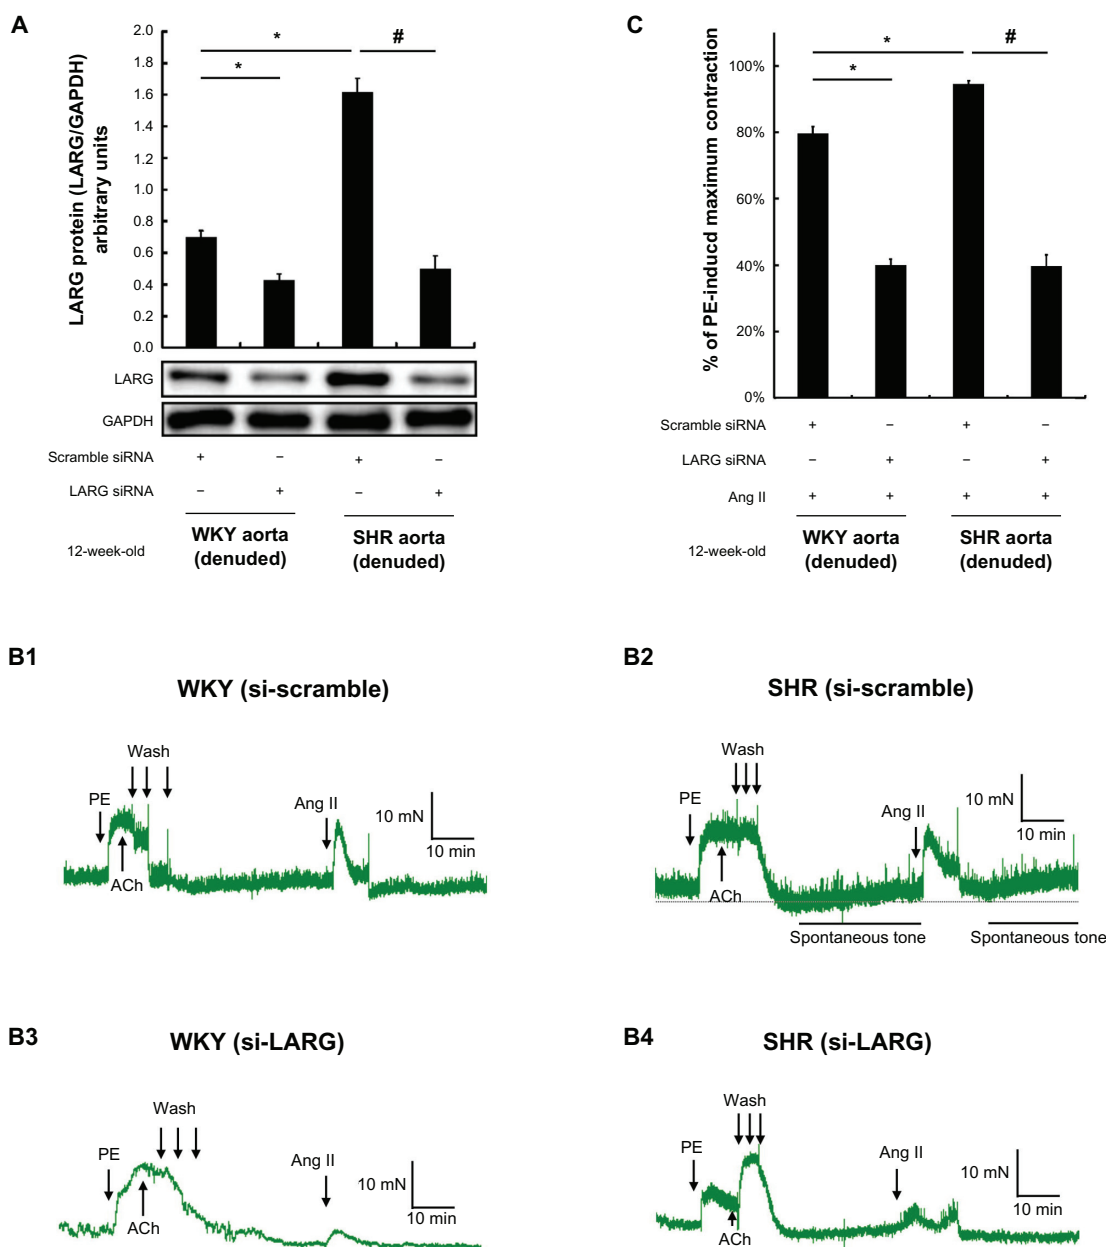 A
LARG protein (LARG/GAPDH)
arbitrary units
2.0
1.8
1.6
1.4
1.2
1.0
0.8
0.6
0.4
0.2
0.0
* * #
LARG
GAPDH
Scramble siRNA + − + −
LARG siRNA − + − +
12-week-old
WKY aorta
(denuded)
SHR aorta
(denuded)
C
% of PE-inducd maximum contraction
100%
80%
60%
40%
20%
0%
* * #
Scramble siRNA + − + −
LARG siRNA − + − +
Ang II + + + +
12-week-old
WKY aorta
(denuded)
SHR aorta
(denuded)
B1
WKY (si-scramble)
Wash
PE
ACh
Ang II
10 mN
10 min
B2
SHR (si-scramble)
Wash
PE
ACh
Ang II
10 mN
10 min
Spontaneous tone Spontaneous tone
B3
WKY (si-LARG)
Wash
PE
ACh
Ang II
10 mN
10 min
B4
SHR (si-LARG)
Wash
PE
ACh
Ang II
10 mN
10 min